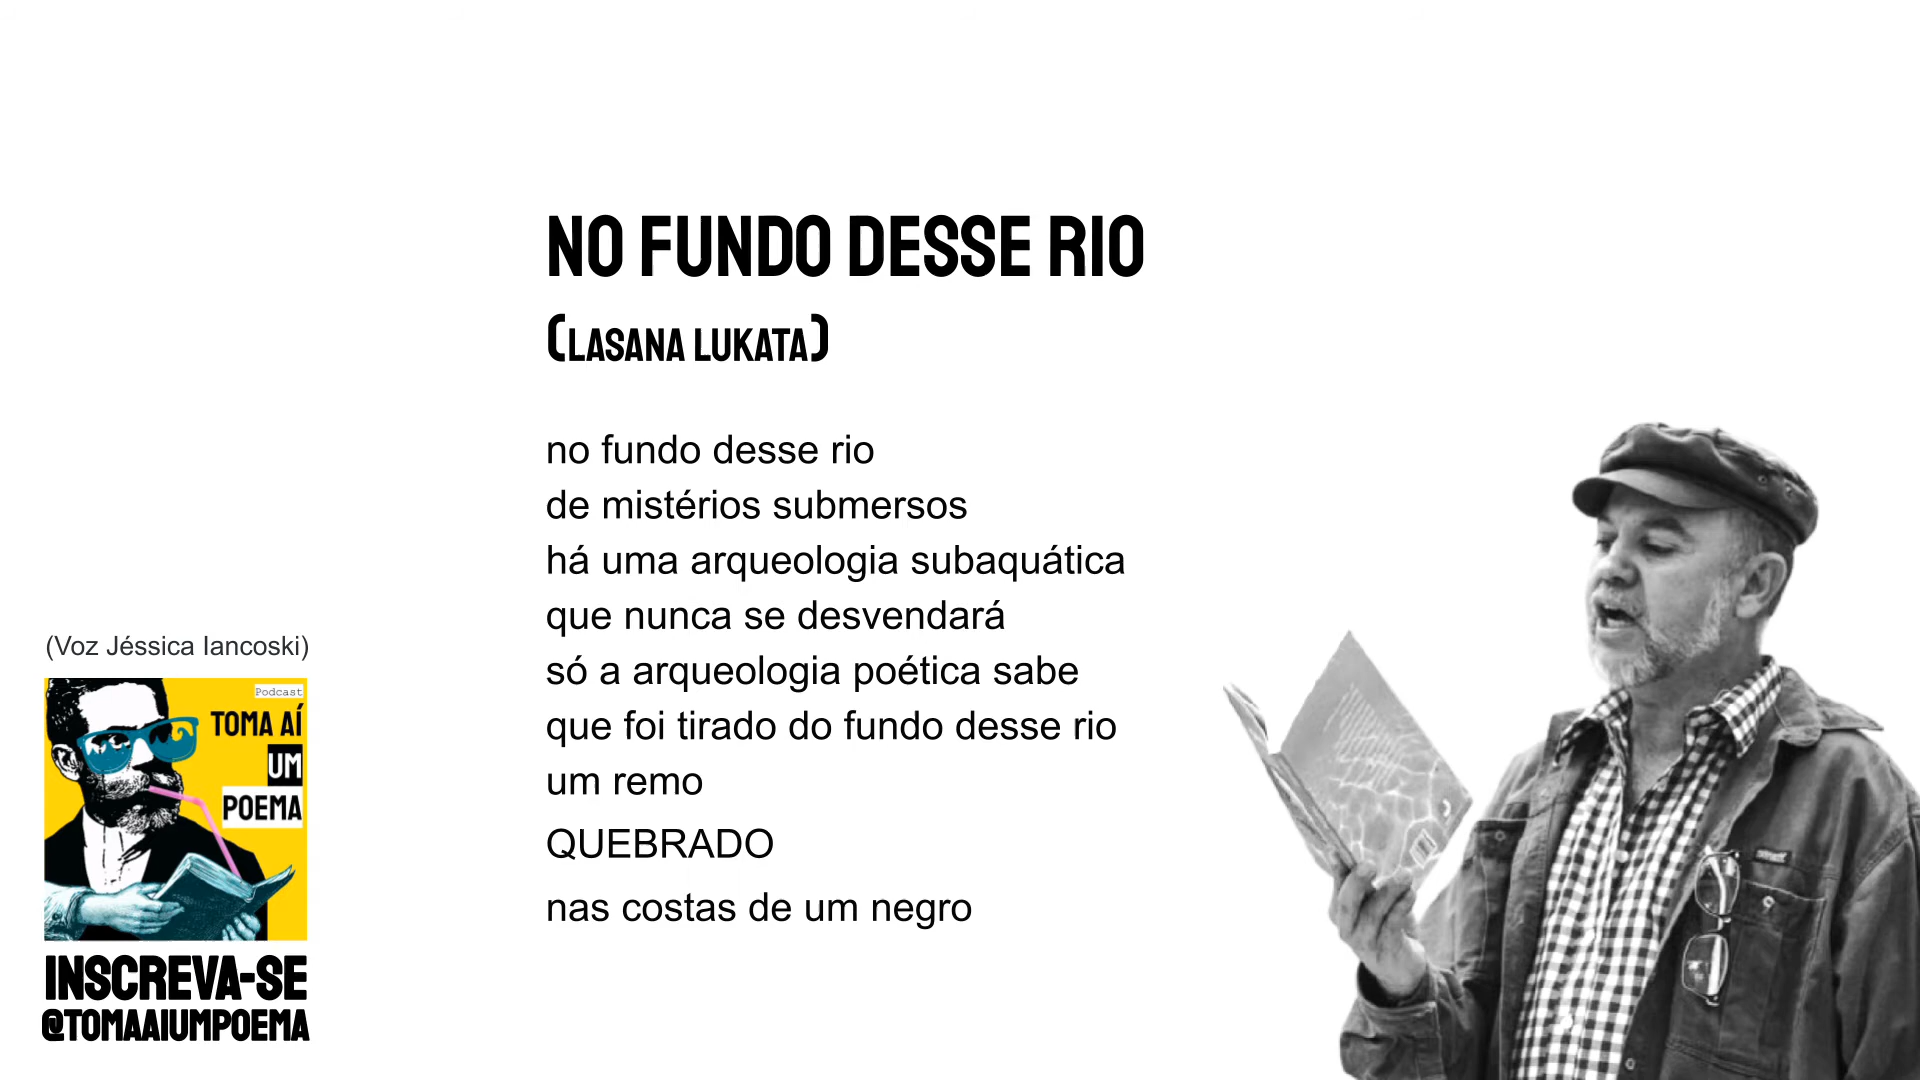 NO FUNDO DESSE RIO
(LASANA LUKATA)
no fundo desse rio
de mistérios submersos
há uma arqueologia subaquática
que nunca se desvendará
só a arqueologia poética sabe
que foi tirado do fundo desse rio
um remo
QUEBRADO
nas costas de um negro
(Voz Jéssica Iancoski)
Podcast
TOMA AÍ
UM
POEMA
INSCREVA-SE
@TOMAAIUMPOEMA